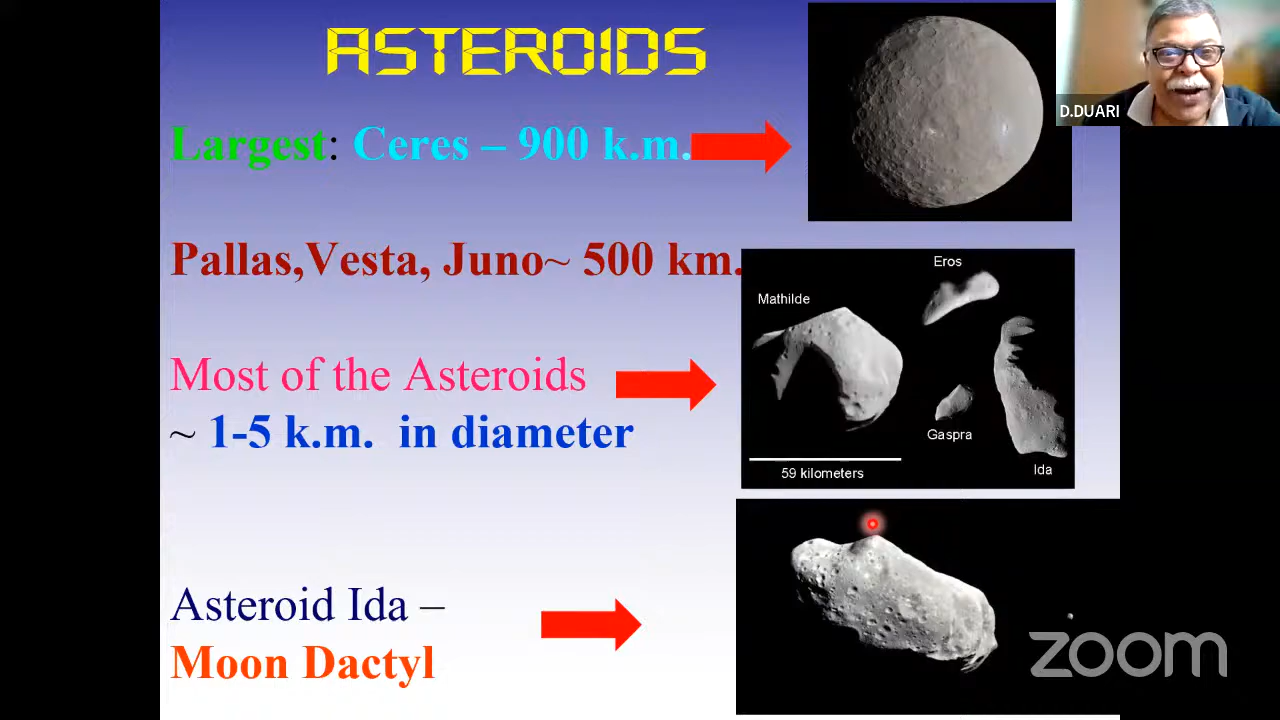 ASTEROIDS
D.DUARI
Largest: Ceres – 900 k.m.
Pallas,Vesta, Juno~ 500 km.
Eros
Mathilde
Most of the Asteroids
~ 1-5 k.m. in diameter
Gaspra
59 kilometers
Ida
Asteroid Ida –
Moon Dactyl
zoom